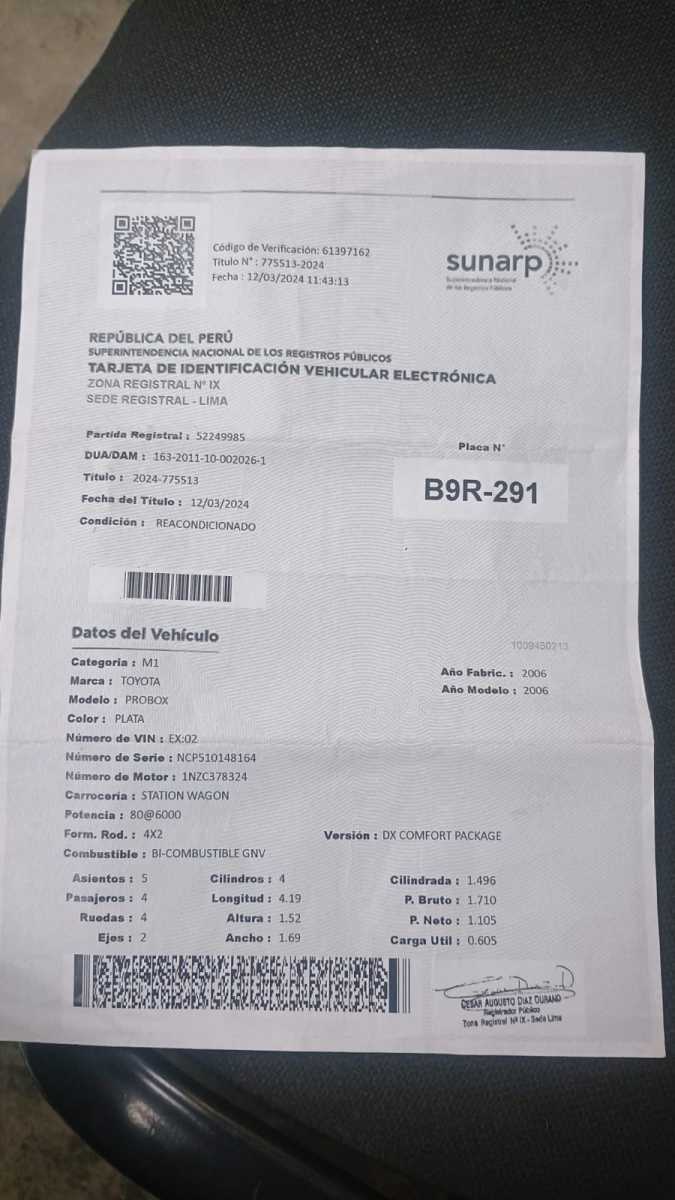 Código de Verificación: 61397162
Título N° : 775513-2024
Fecha : 12/03/2024 11:43:13
sunarp
Superintendencia Nacional
de los Registros Públicos
REPÚBLICA DEL PERÚ
SUPERINTENDENCIA NACIONAL DE LOS REGISTROS PÚBLICOS
TARJETA DE IDENTIFICACIÓN VEHICULAR ELECTRÓNICA
ZONA REGISTRAL N° IX
SEDE REGISTRAL - LIMA
Partida Registral : 52249985
DUA/DAM : 163-2011-10-002026-1
Título : 2024-775513
Fecha del Título : 12/03/2024
Condición : REACONDICIONADO
Placa N°
B9R-291
Datos del Vehículo
1009450213
Categoría : M1
Marca : TOYOTA
Modelo : PROBOX
Color : PLATA
Número de VIN : EX:02
Número de Serie : NCP510148164
Número de Motor : 1NZC378324
Carrocería : STATION WAGON
Potencia : 80@6000
Form. Rod. : 4X2
Combustible : BI-COMBUSTIBLE GNV
Año Fabric. : 2006
Año Modelo : 2006
Versión : DX COMFORT PACKAGE
Asientos : 5 Cilindros : 4 Cilindrada : 1.496
Pasajeros : 4 Longitud : 4.19 P. Bruto : 1.710
Ruedas : 4 Altura : 1.52 P. Neto : 1.105
Ejes : 2 Ancho : 1.69 Carga Util : 0.605
CESAR AUGUSTO DIAZ DURAND
Registrador Público
Zona Registral N° IX - Sede Lima